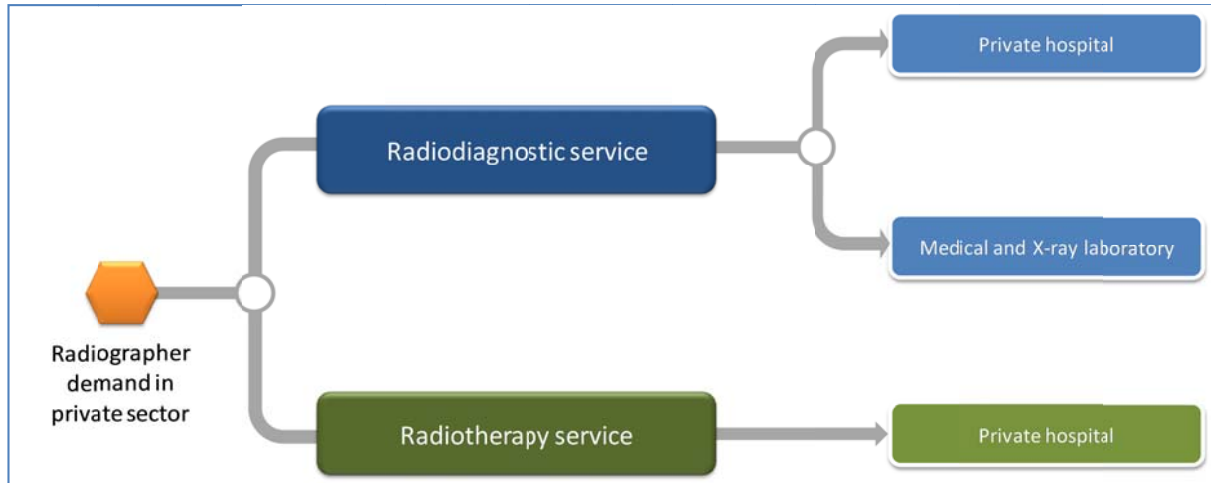 Private hospital
Radiodiagnostic service
Medical and X-ray laboratory
Radiographer
demand in
private sector
Radiotherapy service
Private hospital